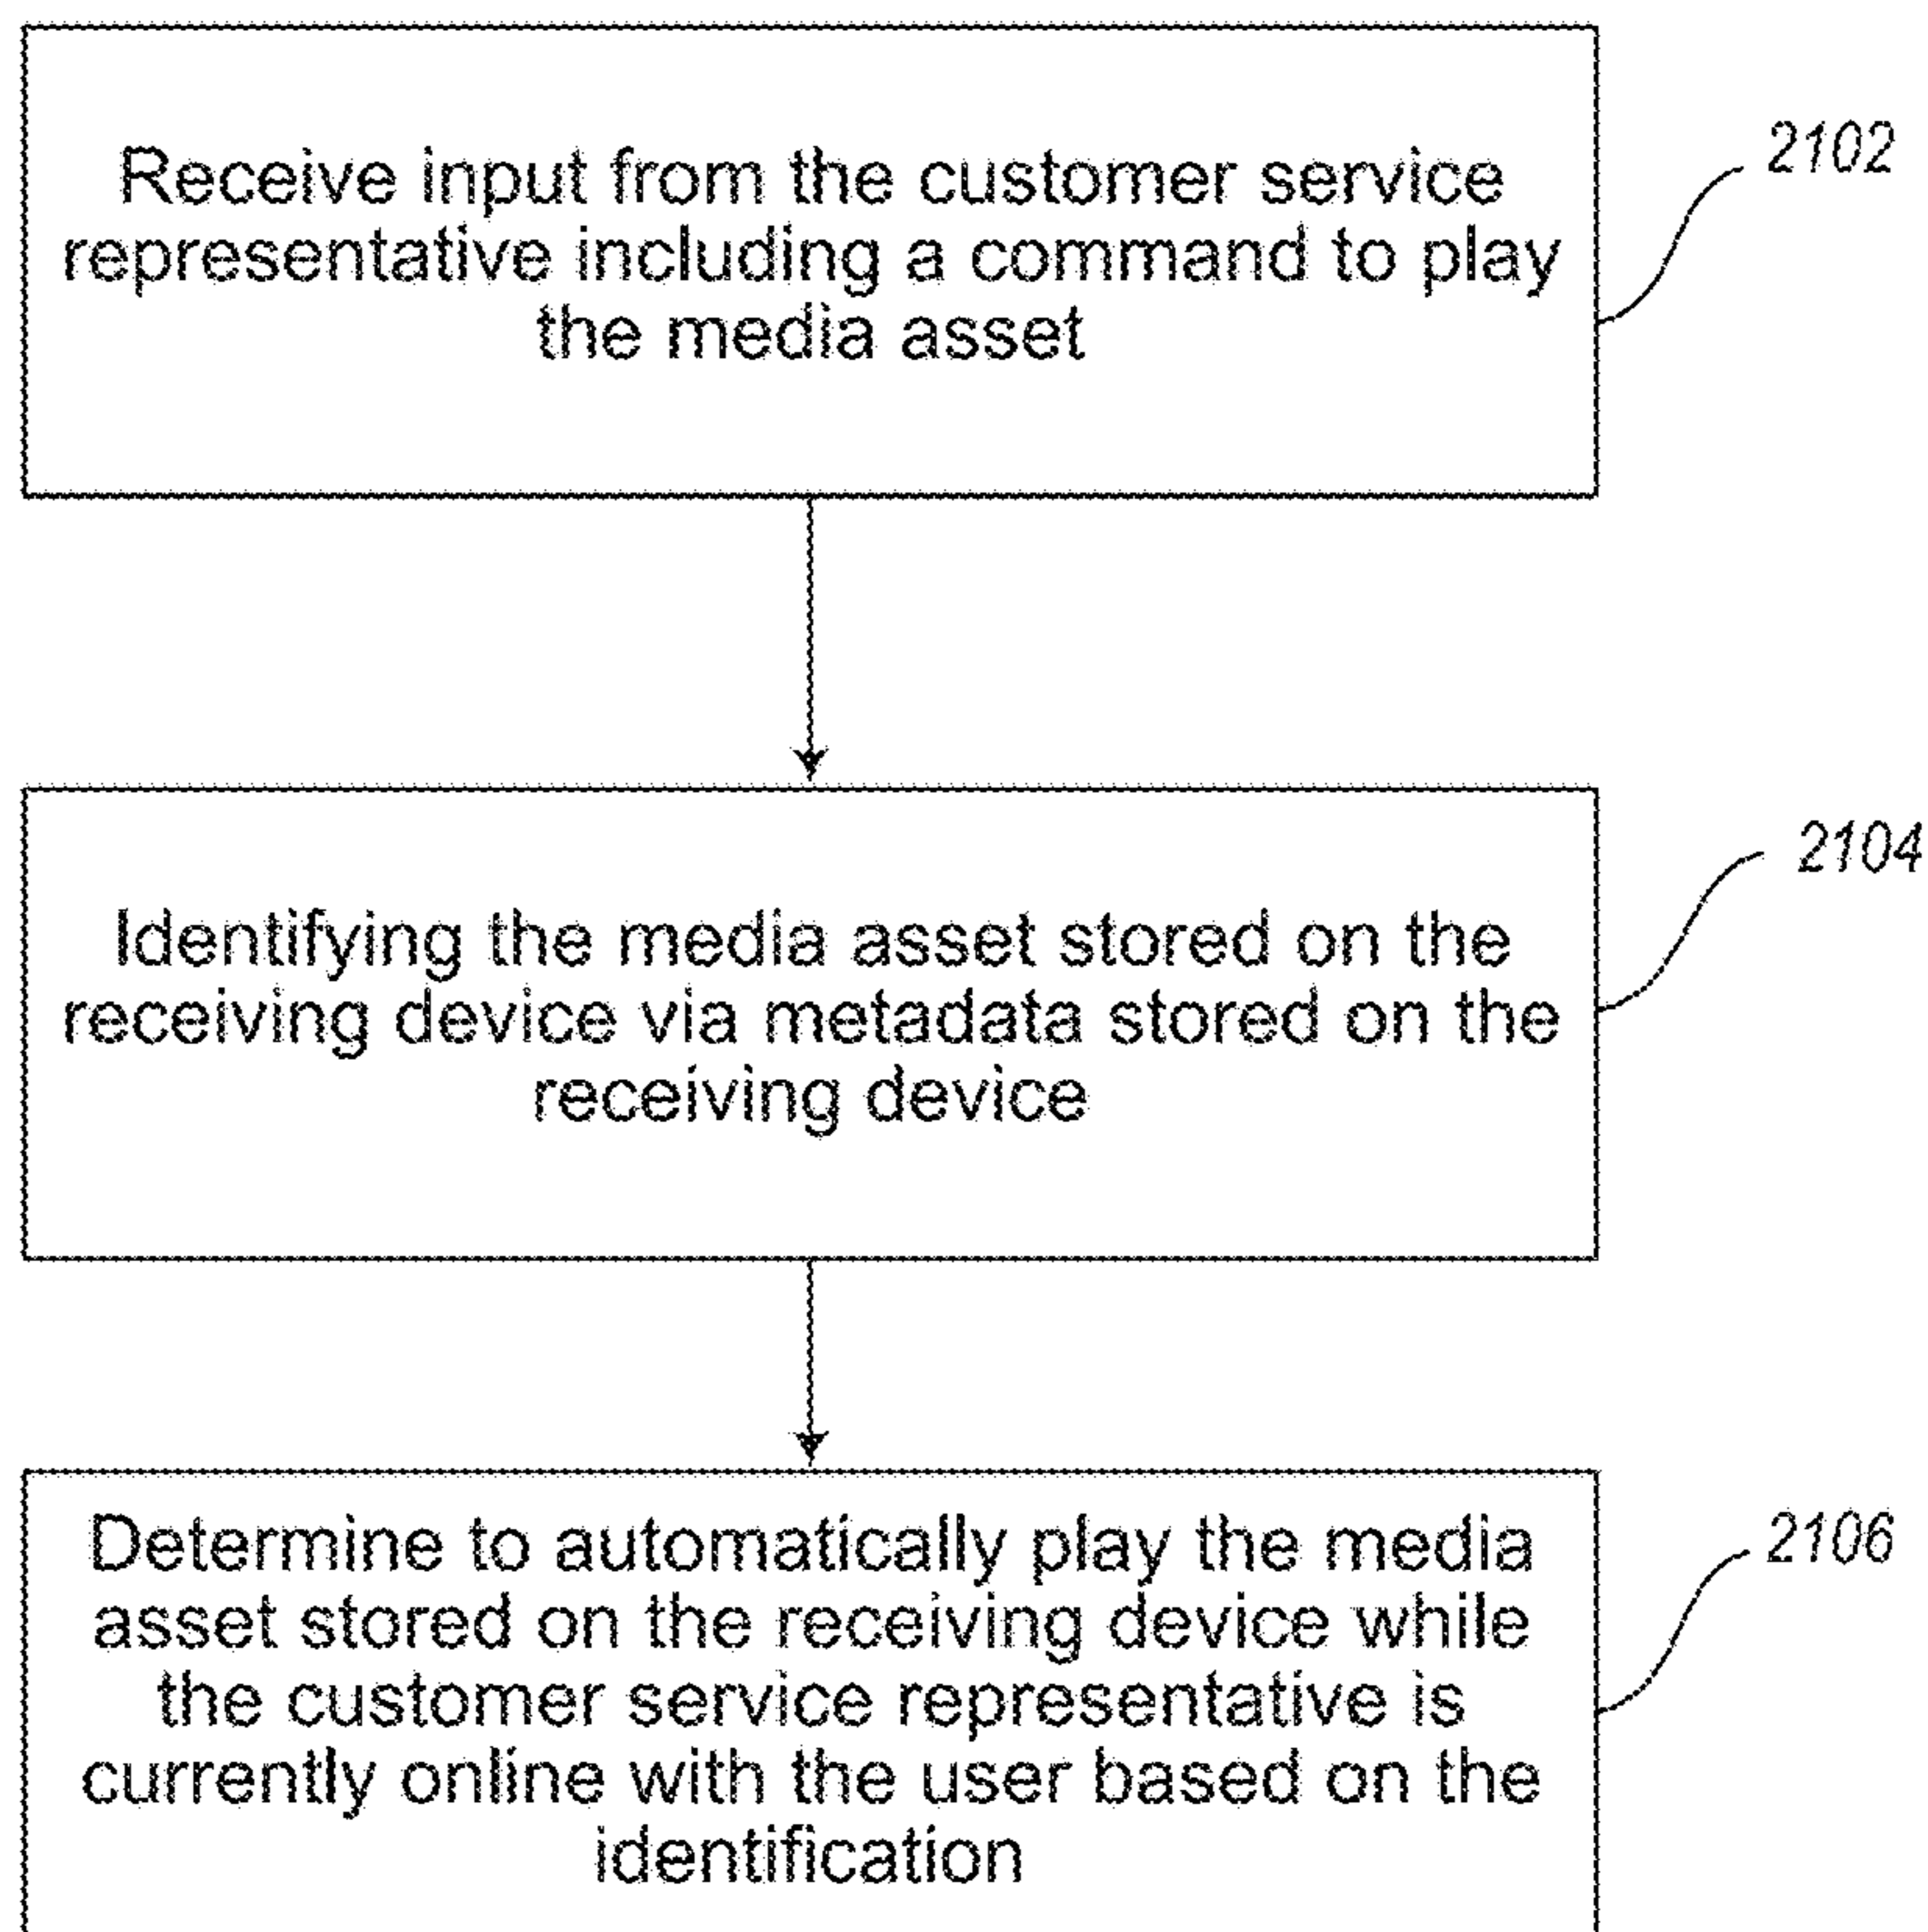 Receive input from the customer service
representative including a command to play
the media asset
2102
Identifying the media asset stored on the
receiving device via metadata stored on the
receiving device
2104
Determine to automatically play the media
asset stored on the receiving device while
the customer service representative is
currently online with the user based on the
identification
2106